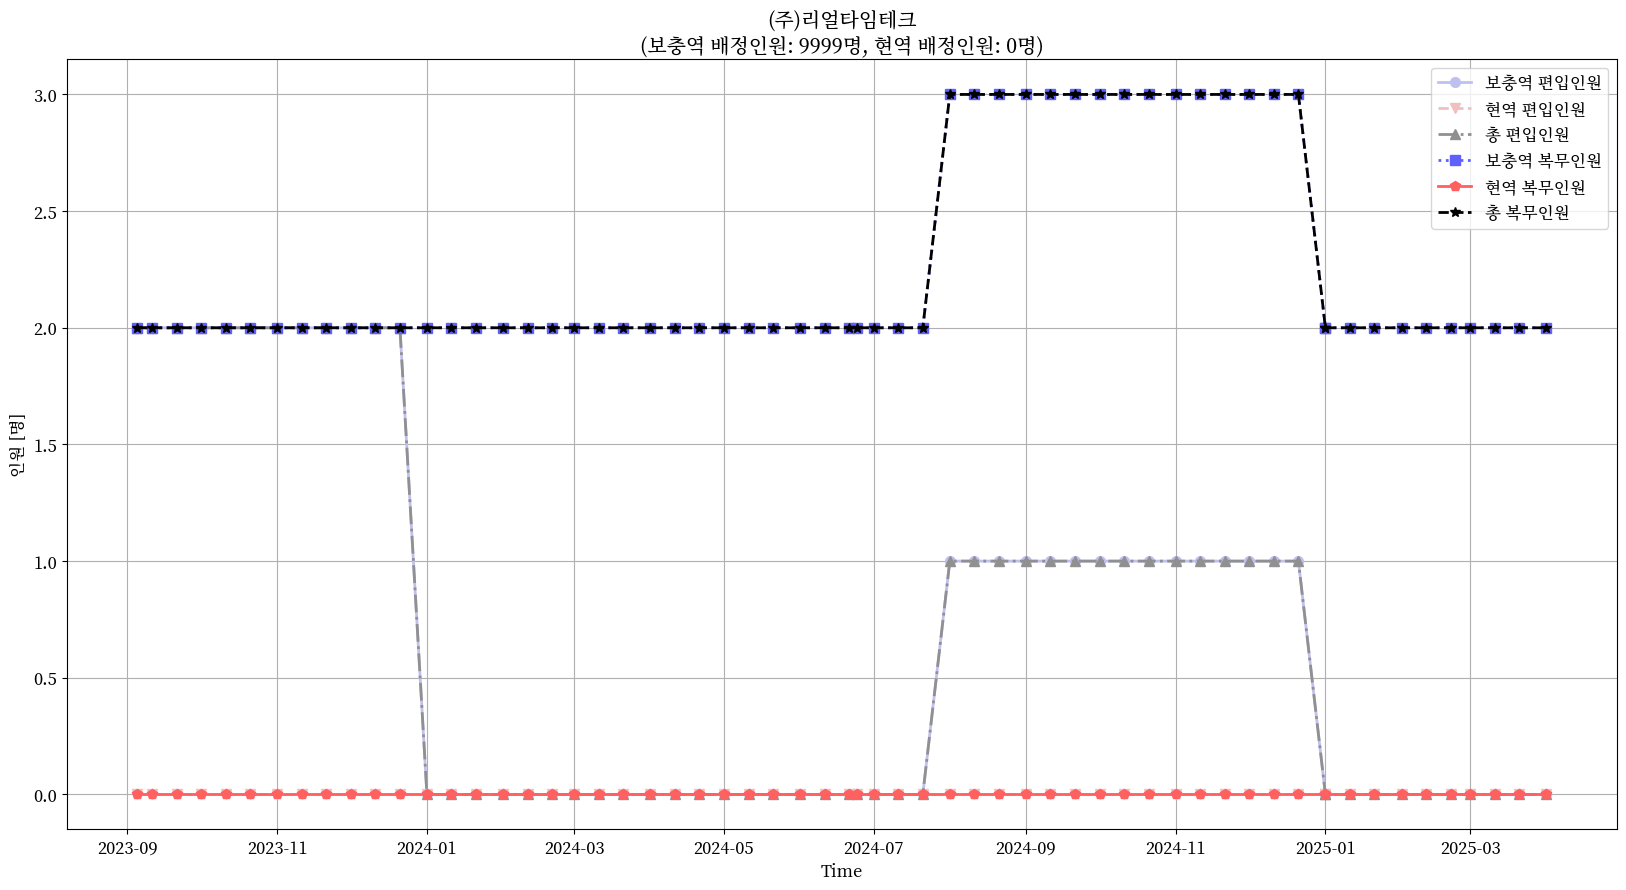 (주)리얼타임테크
(보충역 배정인원: 9999명, 현역 배정인원: 0명)
보충역 편입인원
현역 편입인원
총 편입인원
보충역 복무인원
현역 복무인원
총 복무인원
3.0
2.5
2.0
1.5
1.0
0.5
0.0
인원 [명]
2023-09
2023-11
2024-01
2024-03
2024-05
2024-07
2024-09
2024-11
2025-01
2025-03
Time